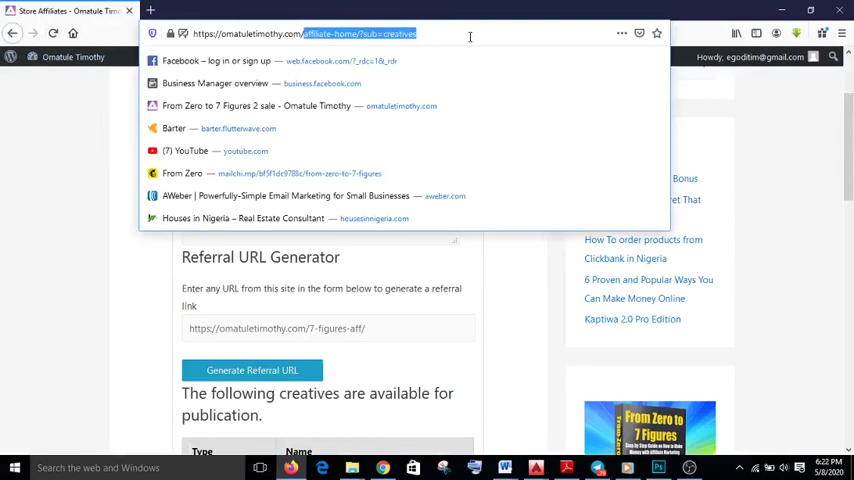 Store Affiliates – Omatule Timothy
https://omatuletimothy.com/affiliate-home/?sub=creatives
Omatule Timothy
Howdy, egoditim@gmail.com
Facebook – log in or sign up — web.facebook.com/?_rdc=1&_rdr
Business Manager overview — business.facebook.com
From Zero to 7 Figures 2 sale - Omatule Timothy — omatuletimothy.com
Barter — barter.flutterwave.com
(7) YouTube — youtube.com
From Zero — mailchi.mp/bf5f1dc9788c/from-zero-to-7-figures
AWeber | Powerfully-Simple Email Marketing for Small Businesses — aweber.com
Houses in Nigeria – Real Estate Consultant — housesinnigeria.com
Bonus
ret That
How To order products from
Clickbank in Nigeria
6 Proven and Popular Ways You
Can Make Money Online
Kaptiwa 2.0 Pro Edition
Referral URL Generator
Enter any URL from this site in the form below to generate a referral
link
https://omatuletimothy.com/7-figures-aff/
Generate Referral URL
The following creatives are available for
publication.
Type Name
From Zero to
7 Figures
Search the web and Windows
6:22 PM
5/8/2020